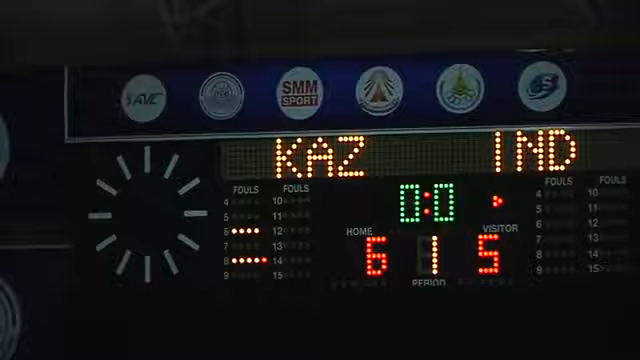 AVC
SMM
SPORT
KAZ IND
FOULS FOULS 0:0 FOULS FOULS
4 10 4 10
5 11 5 11
6 12 HOME VISITOR 6 12
7 13 6 1 5 7 13
8 14 PERIOD 8 14
9 15 8 15